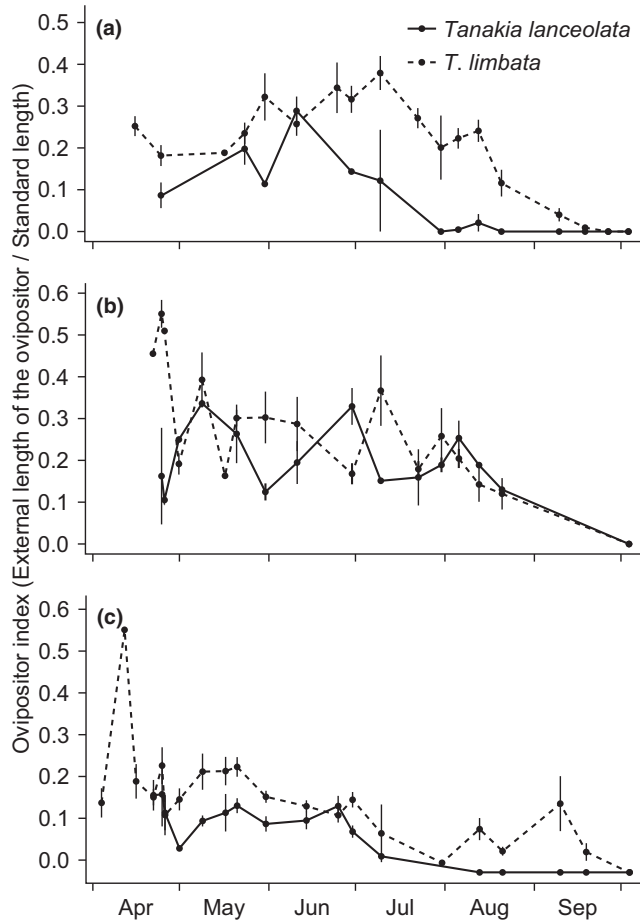 Ovipositor index (External length of the ovipositor / Standard length)
(a)
Tanakia lanceolata
T. limbata
0.5
0.4
0.3
0.2
0.1
0.0
(b)
0.6
0.5
0.4
0.3
0.2
0.1
0.0
(c)
0.6
0.5
0.4
0.3
0.2
0.1
0.0
Apr May Jun Jul Aug Sep